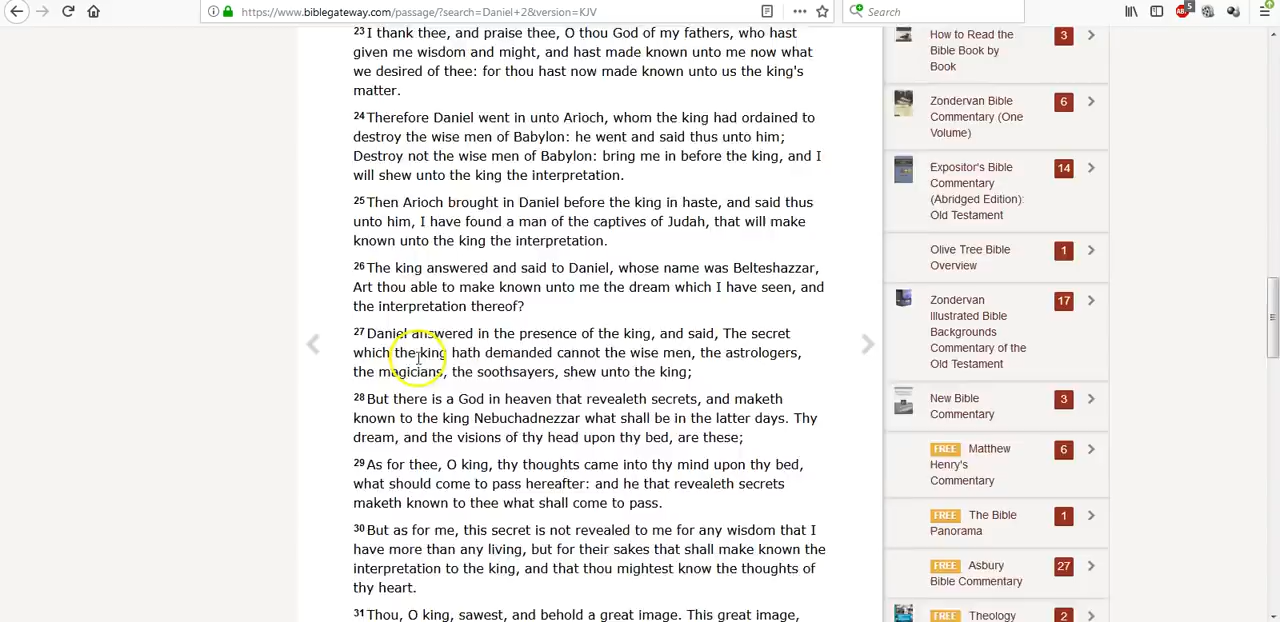 https://www.biblegateway.com/passage/?search=Daniel+2&version=KJV
Search
5
23 I thank thee, and praise thee, O thou God of my fathers, who hast
given me wisdom and might, and hast made known unto me now what
we desired of thee: for thou hast now made known unto us the king's
matter.
24 Therefore Daniel went in unto Arioch, whom the king had ordained to
destroy the wise men of Babylon: he went and said thus unto him;
Destroy not the wise men of Babylon: bring me in before the king, and I
will shew unto the king the interpretation.
25 Then Arioch brought in Daniel before the king in haste, and said thus
unto him, I have found a man of the captives of Judah, that will make
known unto the king the interpretation.
26 The king answered and said to Daniel, whose name was Belteshazzar,
Art thou able to make known unto me the dream which I have seen, and
the interpretation thereof?
27 Daniel answered in the presence of the king, and said, The secret
which the king hath demanded cannot the wise men, the astrologers,
the magicians, the soothsayers, shew unto the king;
28 But there is a God in heaven that revealeth secrets, and maketh
known to the king Nebuchadnezzar what shall be in the latter days. Thy
dream, and the visions of thy head upon thy bed, are these;
29 As for thee, O king, thy thoughts came into thy mind upon thy bed,
what should come to pass hereafter: and he that revealeth secrets
maketh known to thee what shall come to pass.
30 But as for me, this secret is not revealed to me for any wisdom that I
have more than any living, but for their sakes that shall make known the
interpretation to the king, and that thou mightest know the thoughts of
thy heart.
31 Thou, O king, sawest, and behold a great image. This great image,
How to Read the 3
Bible Book by
Book
Zondervan Bible 6
Commentary (One
Volume)
Expositor's Bible 14
Commentary
(Abridged Edition):
Old Testament
Olive Tree Bible 1
Overview
Zondervan 17
Illustrated Bible
Backgrounds
Commentary of the
Old Testament
New Bible 3
Commentary
FREE Matthew 6
Henry's
Commentary
FREE The Bible 1
Panorama
FREE Asbury 27
Bible Commentary
FREE Theology 2